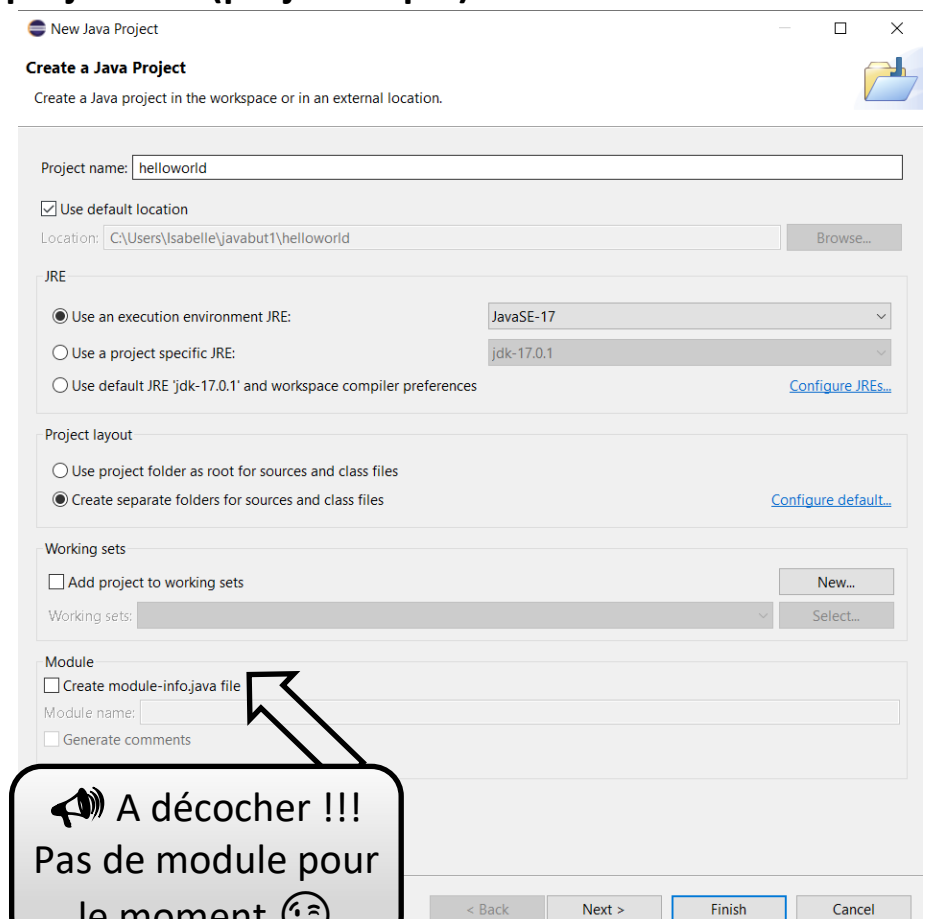 New Java Project
Create a Java Project
Create a Java project in the workspace or in an external location.
Project name: helloworld
Use default location
Location: C:\Users\Isabelle\javabut1\helloworld Browse...
JRE
Use an execution environment JRE: JavaSE-17
Use a project specific JRE: jdk-17.0.1
Use default JRE 'jdk-17.0.1' and workspace compiler preferences Configure JREs...
Project layout
Use project folder as root for sources and class files
Create separate folders for sources and class files Configure default...
Working sets
Add project to working sets New...
Working sets: Select...
Module
Create module-info.java file
Module name:
Generate comments
A décocher !!!
Pas de module pour
le moment
< Back Next > Finish Cancel